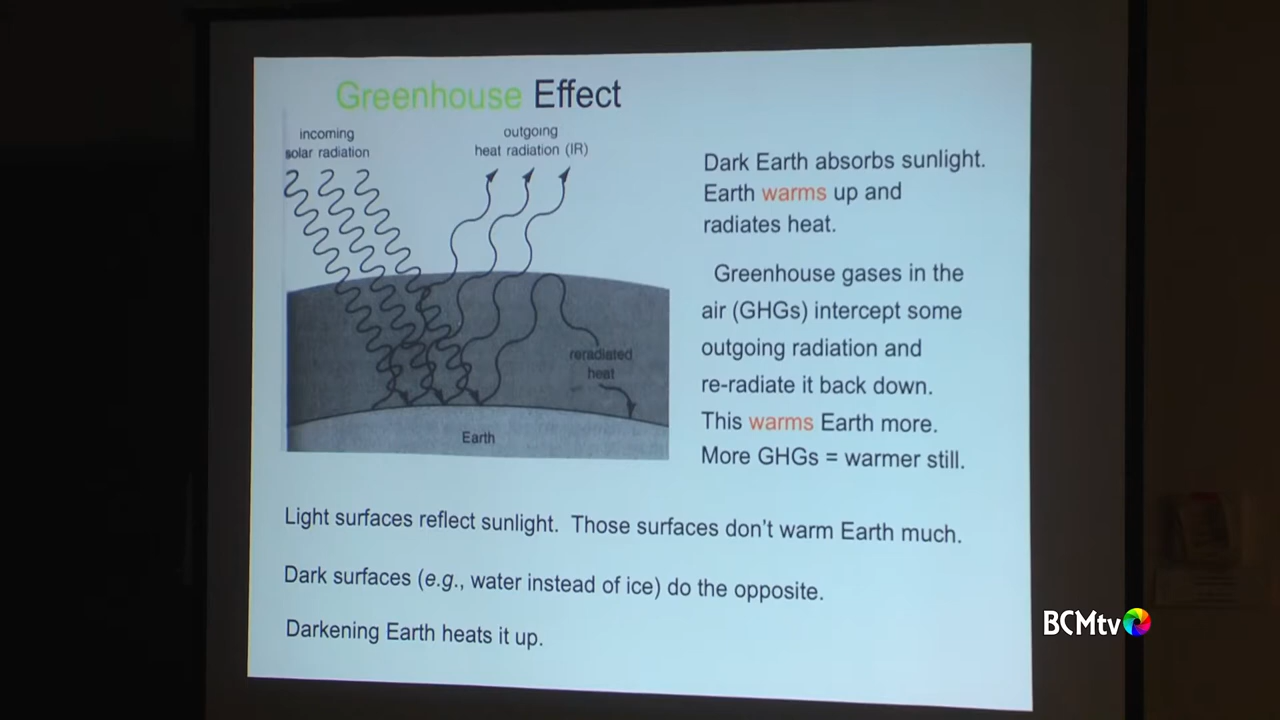 Greenhouse Effect
incoming
solar radiation
outgoing
heat radiation (IR)
reradiated
heat
Earth
Dark Earth absorbs sunlight.
Earth warms up and
radiates heat.
Greenhouse gases in the
air (GHGs) intercept some
outgoing radiation and
re-radiate it back down.
This warms Earth more.
More GHGs = warmer still.
Light surfaces reflect sunlight. Those surfaces don't warm Earth much.
Dark surfaces (e.g., water instead of ice) do the opposite.
Darkening Earth heats it up.
BCMtv